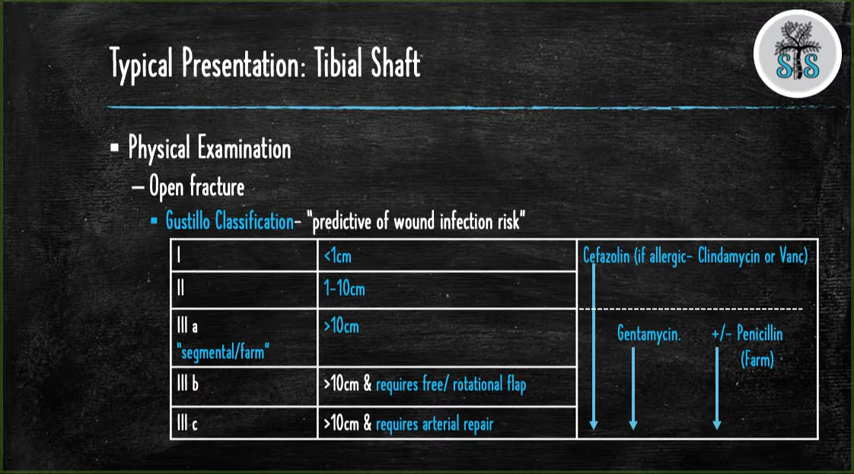 Typical Presentation: Tibial Shaft
STS
▪ Physical Examination
– Open fracture
▪ Gustillo Classification- "predictive of wound infection risk"
I <1cm Cefazolin (if allergic- Clindamycin or Vanc)
II 1-10cm
III a >10cm Gentamycin. +/- Penicillin
"segmental/farm" (Farm)
III b >10cm & requires free/ rotational flap
III c >10cm & requires arterial repair